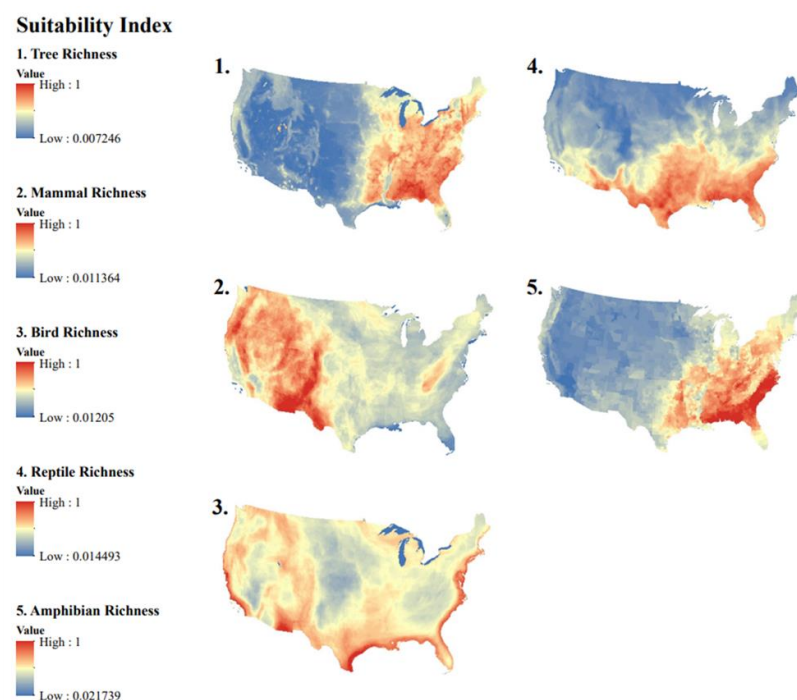 Suitability Index
1. Tree Richness
Value
High : 1
Low : 0.007246
2. Mammal Richness
Value
High : 1
Low : 0.011364
3. Bird Richness
Value
High : 1
Low : 0.01205
4. Reptile Richness
Value
High : 1
Low : 0.014493
5. Amphibian Richness
Value
High : 1
Low : 0.021739
1.
4.
2.
5.
3.